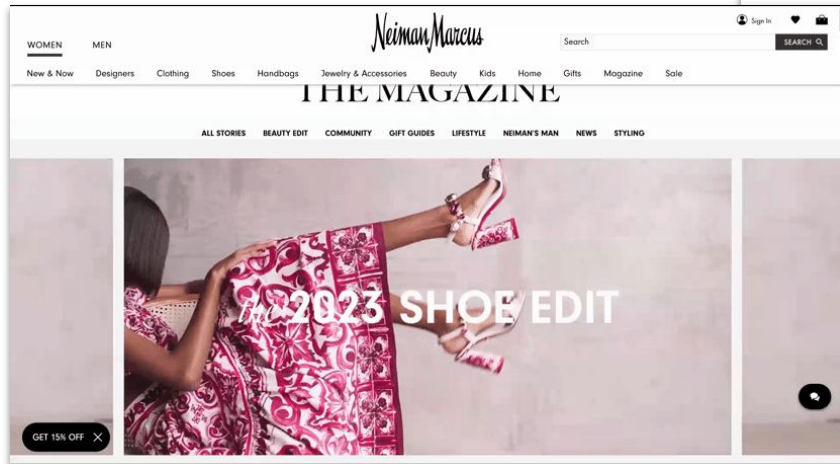 Neiman Marcus
Sign In
WOMEN MEN
Search
SEARCH
New & Now Designers Clothing Shoes Handbags Jewelry & Accessories Beauty Kids Home Gifts Magazine Sale
THE MAGAZINE
ALL STORIES BEAUTY EDIT COMMUNITY GIFT GUIDES LIFESTYLE NEIMAN'S MAN NEWS STYLING
the 2023 SHOE EDIT
GET 15% OFF